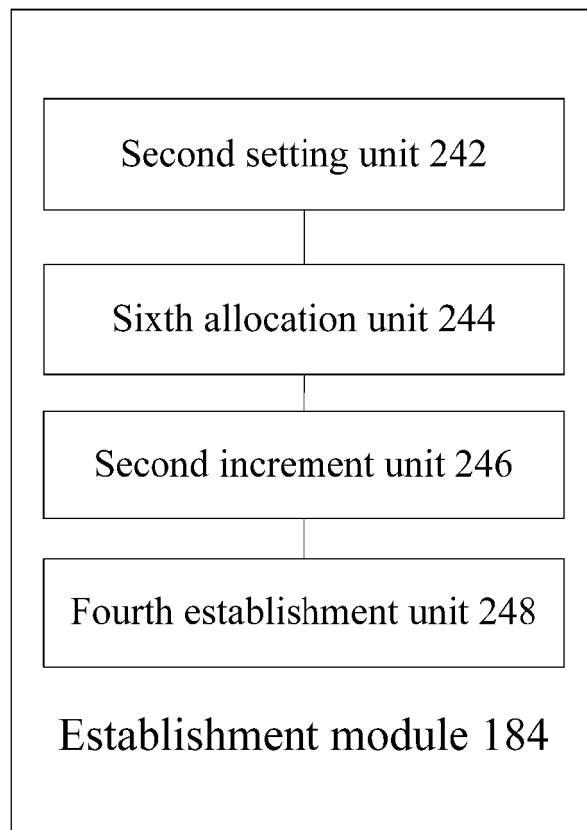 Second setting unit 242
Sixth allocation unit 244
Second increment unit 246
Fourth establishment unit 248
Establishment module 184